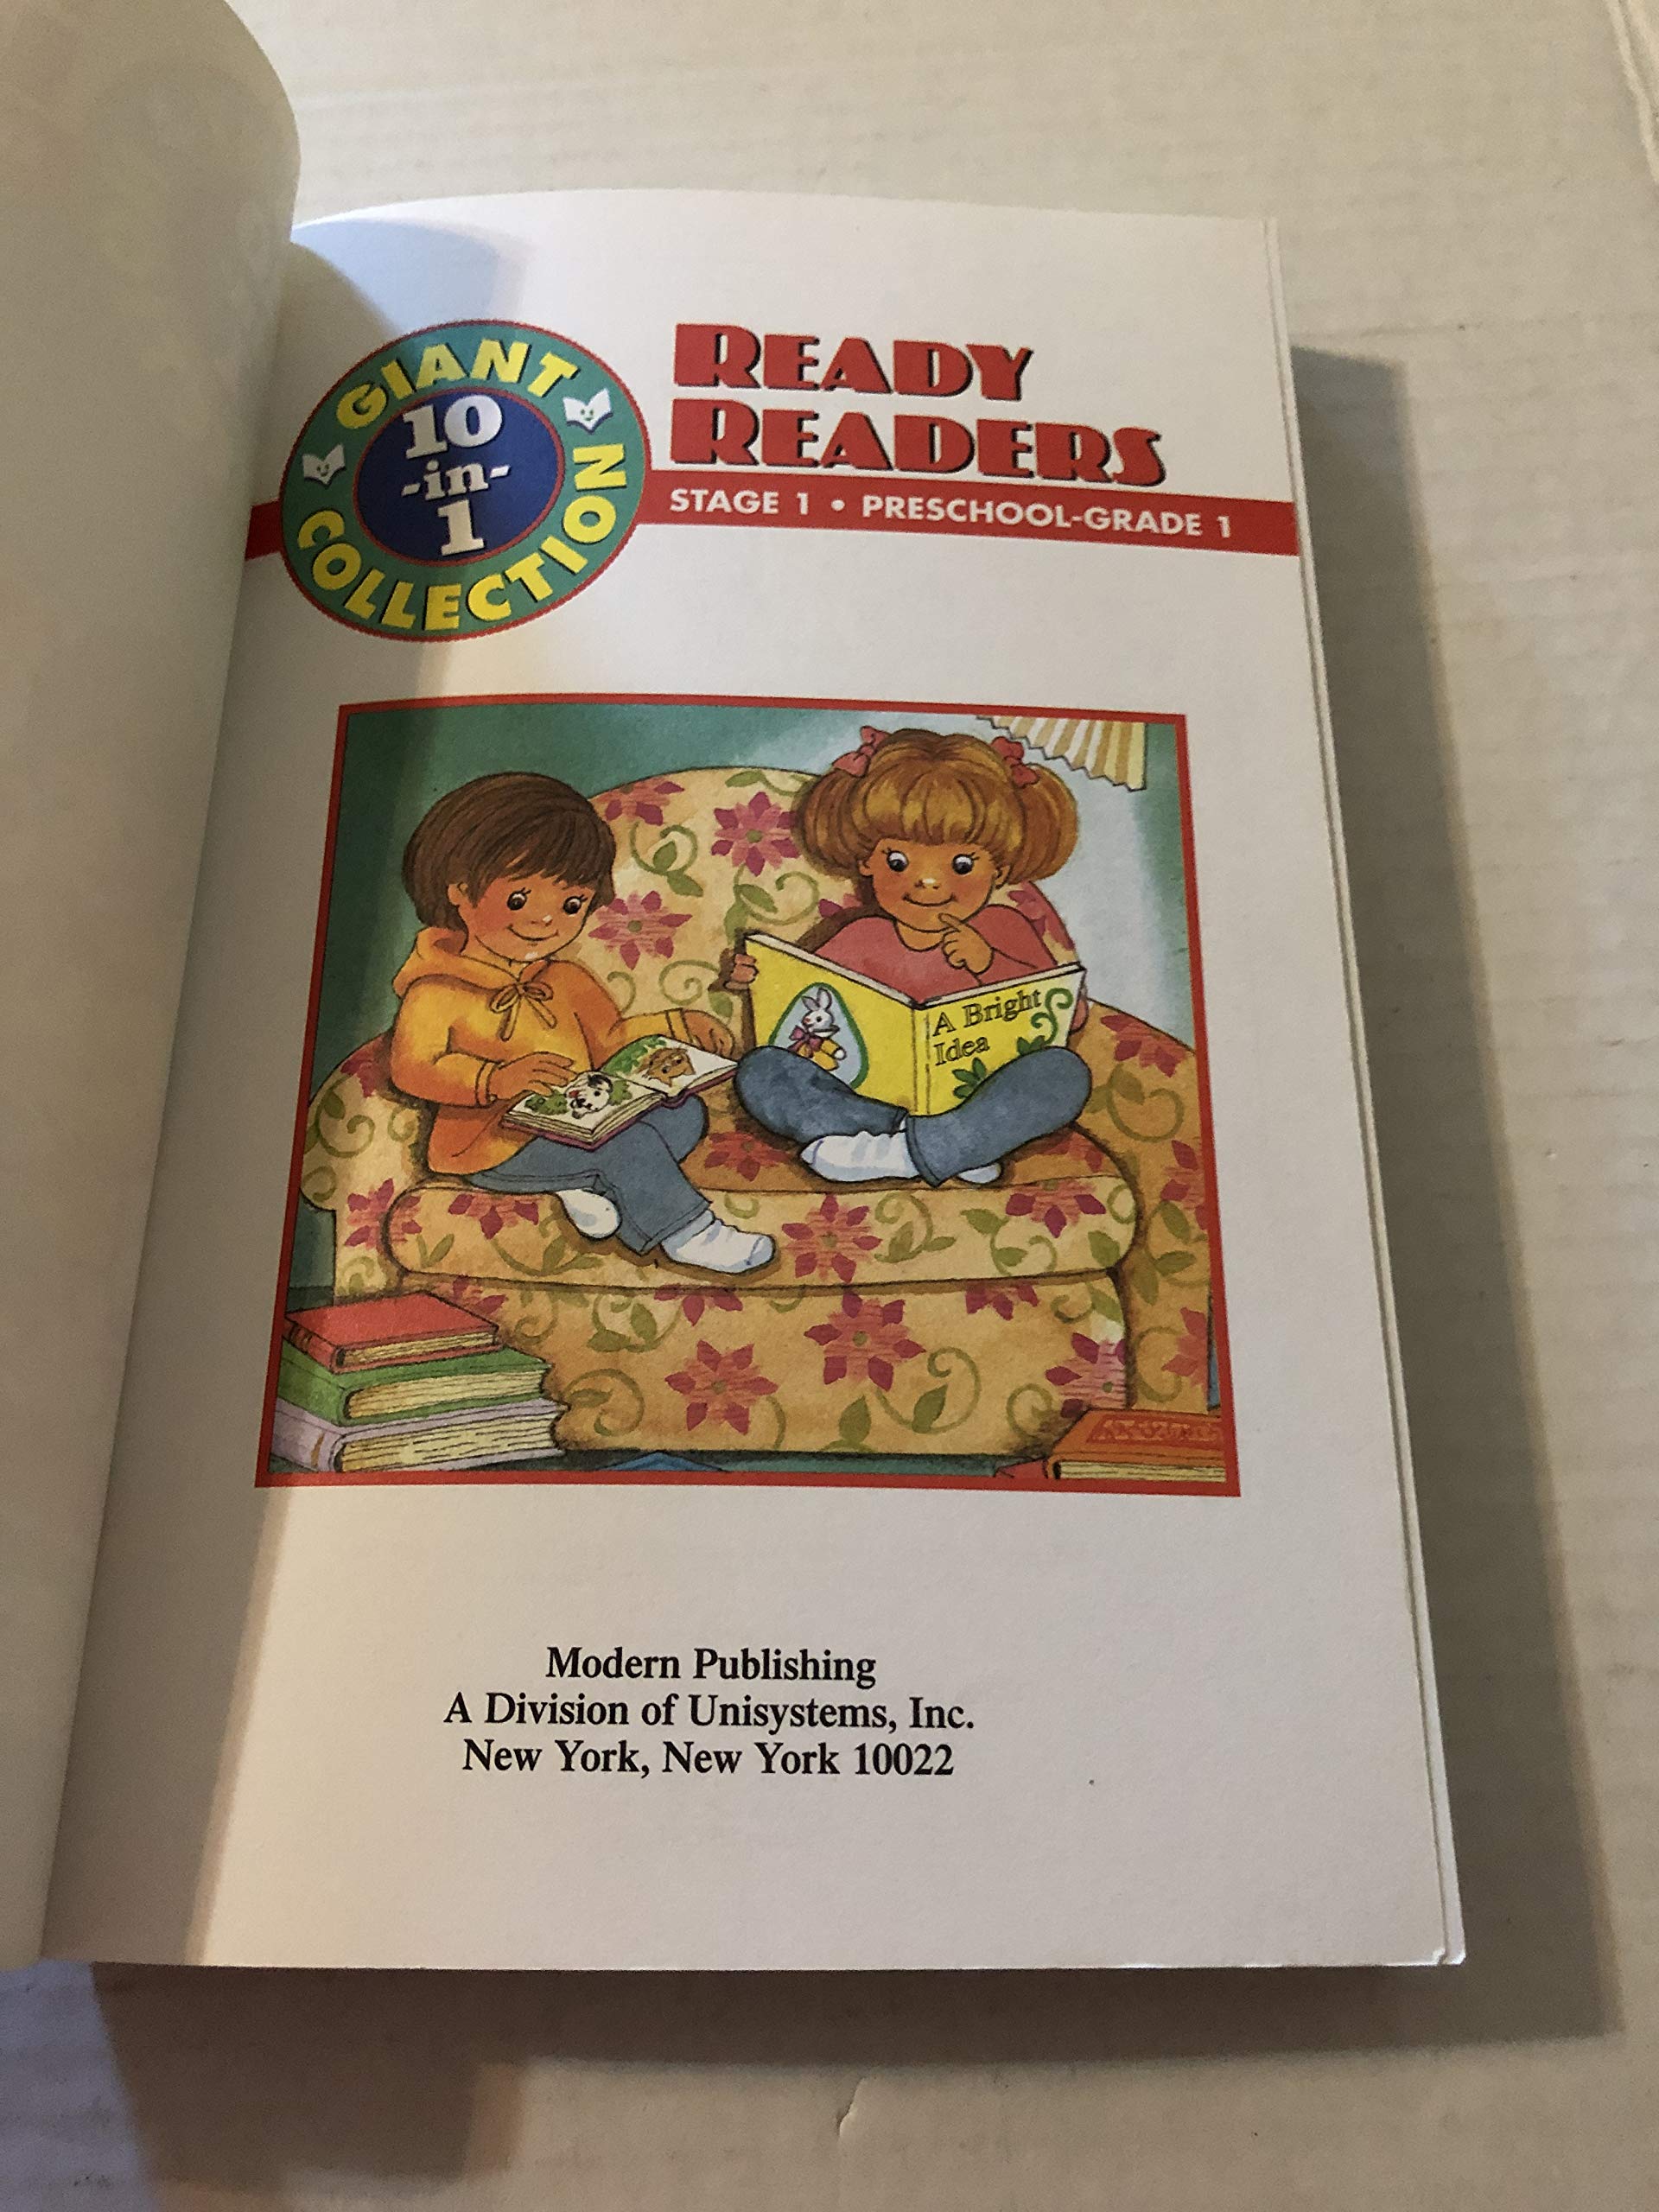 GIANT
10
-in-
1
COLLECTION
READY
READERS
STAGE 1 • PRESCHOOL-GRADE 1
A Bright
Idea
Modern Publishing
A Division of Unisystems, Inc.
New York, New York 10022